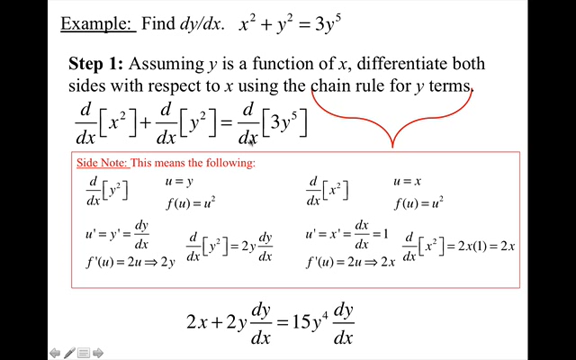 Example: Find dy/dx. x² + y² = 3y⁵
Step 1: Assuming y is a function of x, differentiate both
sides with respect to x using the chain rule for y terms.
d/dx [x²] + d/dx [y²] = d/dx [3y⁵]
Side Note: This means the following:
d/dx [y²] u = y
f(u) = u²
u' = y' = dy/dx
f'(u) = 2u ⇒ 2y
d/dx [y²] = 2y dy/dx
d/dx [x²] u = x
f(u) = u²
u' = x' = dx/dx = 1
f'(u) = 2u ⇒ 2x
d/dx [x²] = 2x(1) = 2x
2x + 2y dy/dx = 15y⁴ dy/dx